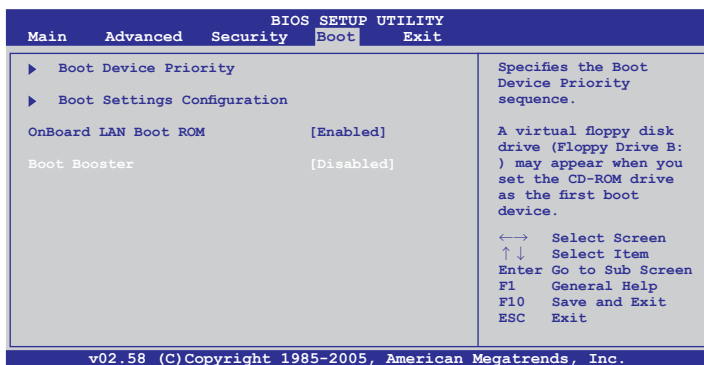 BIOS SETUP UTILITY
Main Advanced Security Boot Exit
Boot Device Priority
Boot Settings Configuration
OnBoard LAN Boot ROM [Enabled]
Boot Booster [Disabled]
Specifies the Boot
Device Priority
sequence.
A virtual floppy disk
drive (Floppy Drive B:
) may appear when you
set the CD-ROM drive
as the first boot
device.
←→ Select Screen
↑↓ Select Item
Enter Go to Sub Screen
F1 General Help
F10 Save and Exit
ESC Exit
v02.58 (C)Copyright 1985-2005, American Megatrends, Inc.